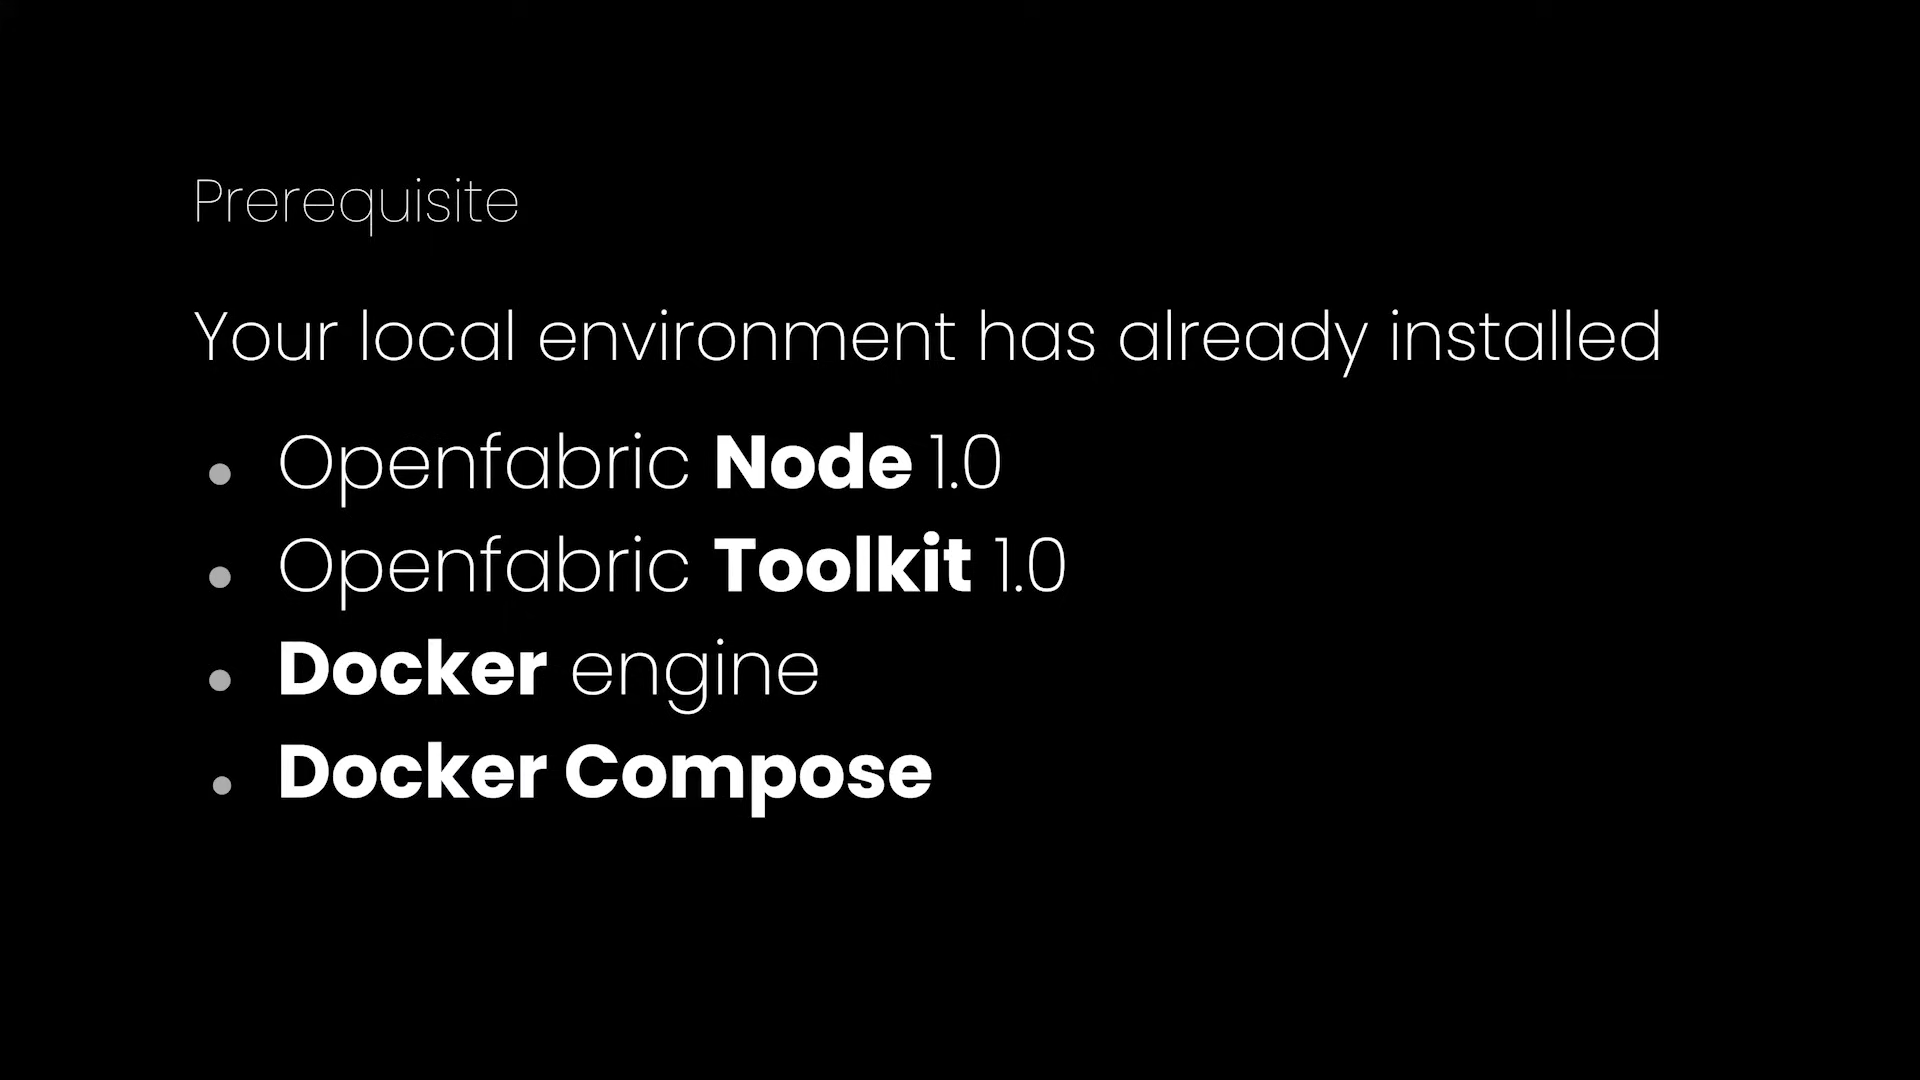 Prerequisite
Your local environment has already installed
• Openfabric Node 1.0
• Openfabric Toolkit 1.0
• Docker engine
• Docker Compose